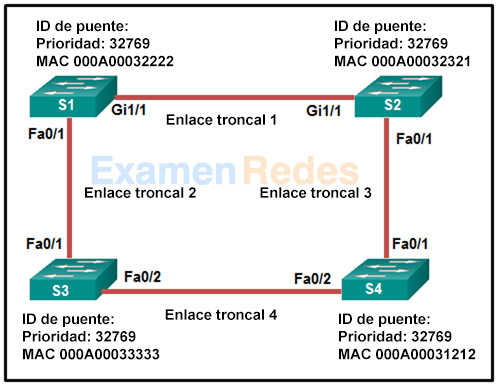 ID de puente:
Prioridad: 32769
MAC 000A00032222
ID de puente:
Prioridad: 32769
MAC 000A00032321
S1
Gi1/1
Gi1/1
S2
Enlace troncal 1
Fa0/1
Fa0/1
ExamenRedes
Enlace troncal 2
Enlace troncal 3
Fa0/1
Fa0/1
S3
Fa0/2
Fa0/2
S4
Enlace troncal 4
ID de puente:
Prioridad: 32769
MAC 000A00033333
ID de puente:
Prioridad: 32769
MAC 000A00031212